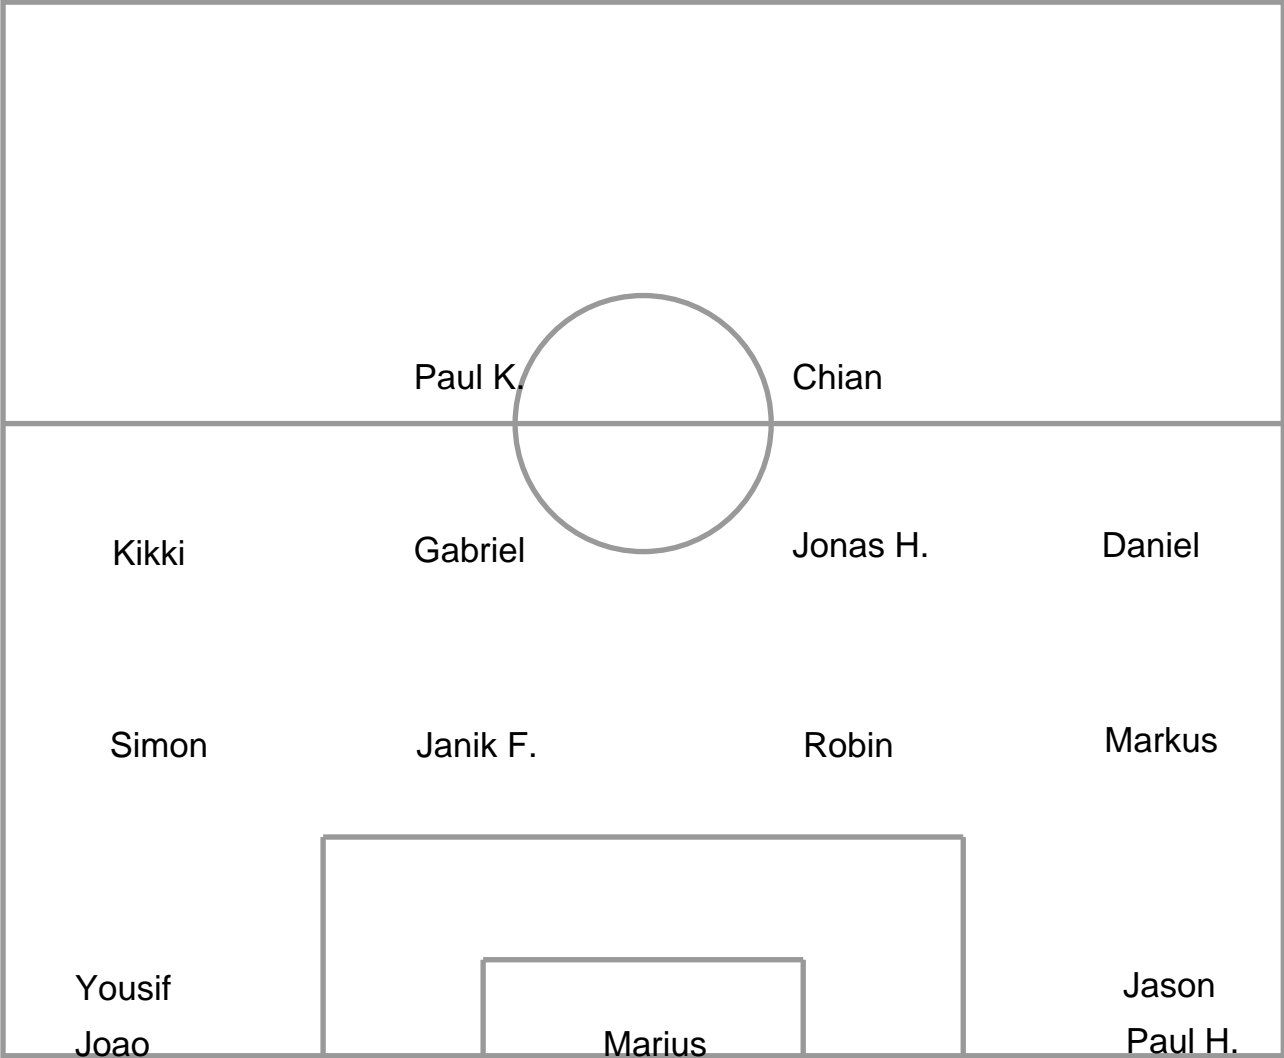 Paul K.
Chian
Kikki
Gabriel
Jonas H.
Daniel
Simon
Janik F.
Robin
Markus
Yousif
Jason
Joao
Marius
Paul H.